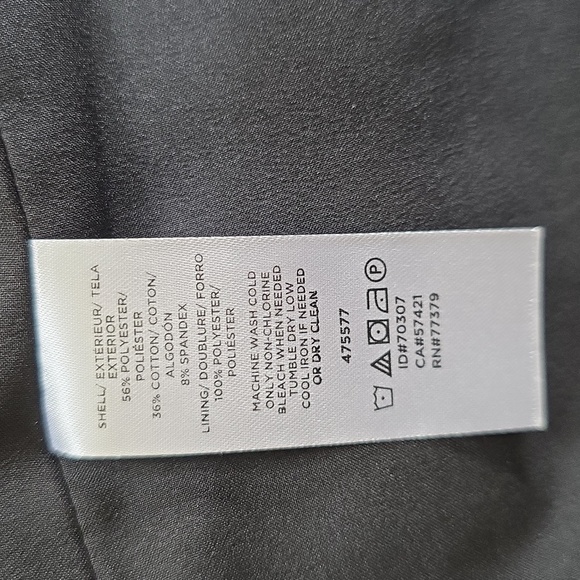 SHELL/ EXTÉRIEUR/ TELA
EXTERIOR
56% POLYESTER/
POLIÉSTER
36% COTTON/ COTON/
ALGODÓN
8% SPANDEX
LINING/ DOUBLURE/ FORRO
100% POLYESTER/
POLIÉSTER
MACHINE WASH COLD
ONLY NON-CHLORINE
BLEACH WHEN NEEDED
TUMBLE DRY LOW
COOL IRON IF NEEDED
OR DRY CLEAN
475577
P
ID#70307
CA#57421
RN#77379